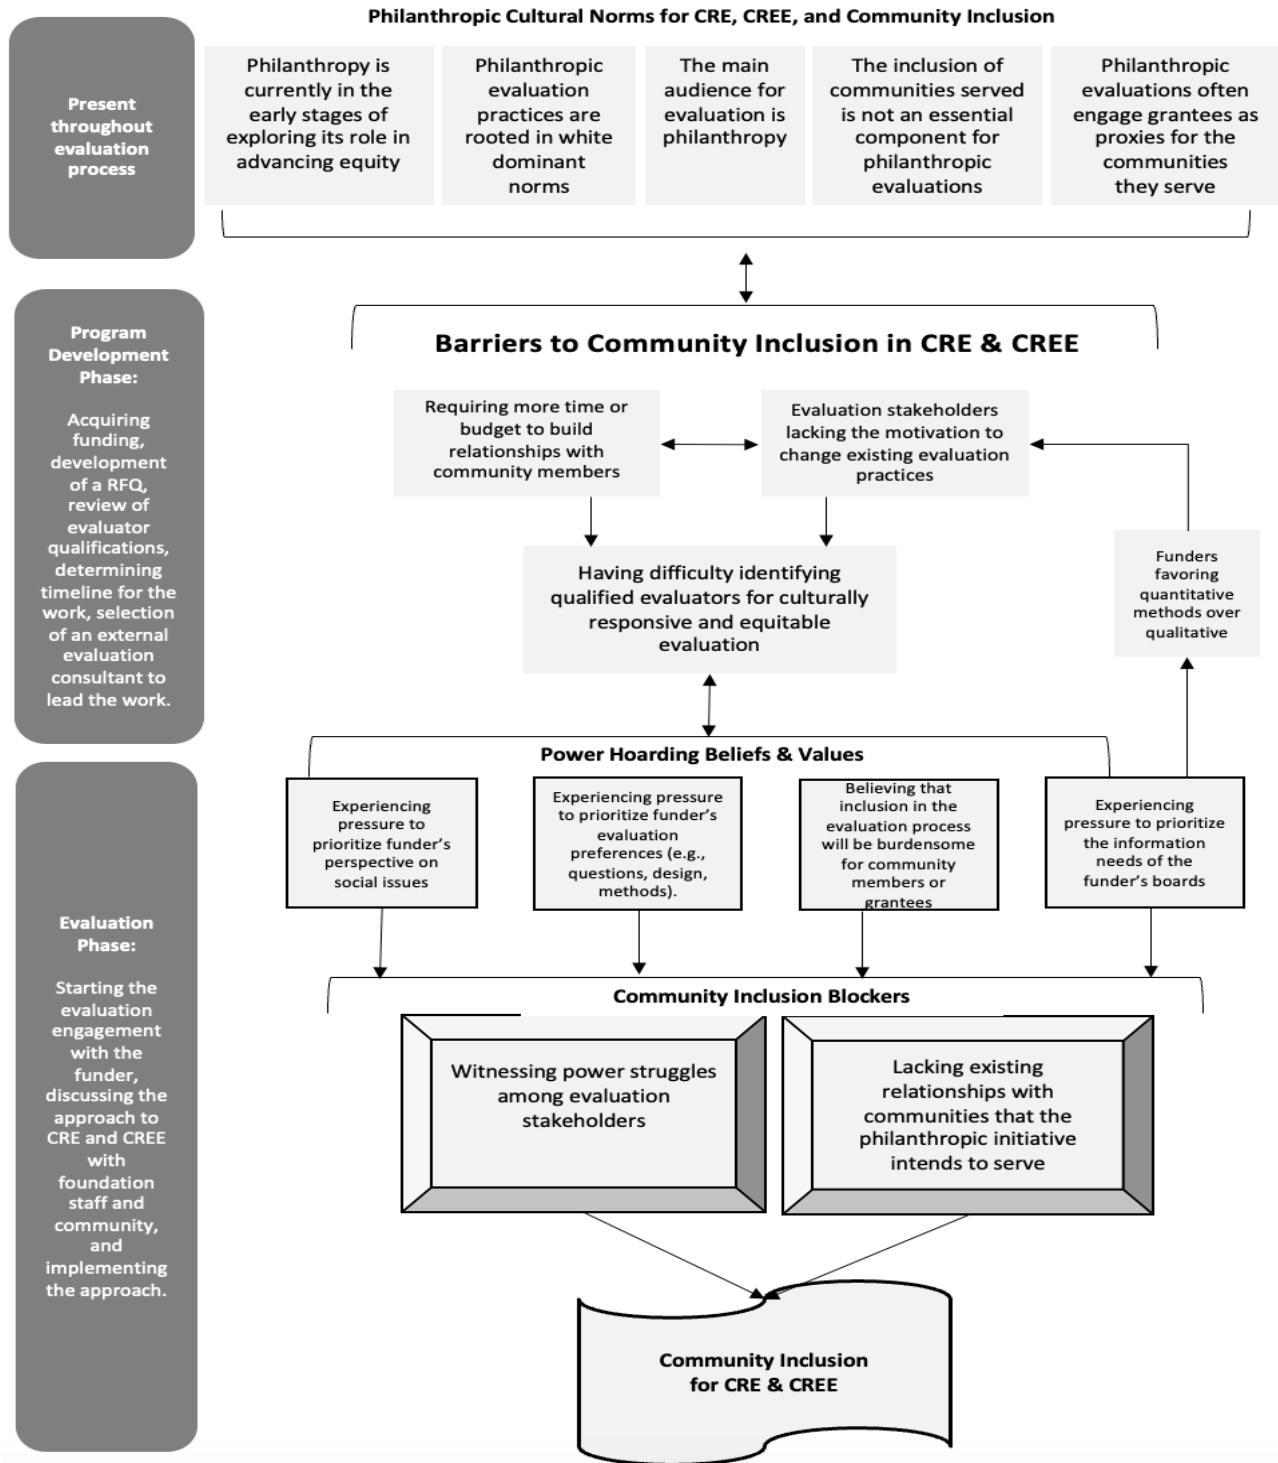 Philanthropic Cultural Norms for CRE, CREE, and Community Inclusion
Present
throughout
evaluation
process
Philanthropy is
currently in the
early stages of
exploring its role in
advancing equity
Philanthropic
evaluation
practices are
rooted in white
dominant
norms
The main
audience for
evaluation is
philanthropy
The inclusion of
communities served
is not an essential
component for
philanthropic
evaluations
Philanthropic
evaluations often
engage grantees as
proxies for the
communities
they serve
Program
Development
Phase:
Acquiring
funding,
development
of a RFQ,
review of
evaluator
qualifications,
determining
timeline for the
work, selection
of an external
evaluation
consultant to
lead the work.
Barriers to Community Inclusion in CRE & CREE
Requiring more time or
budget to build
relationships with
community members
Evaluation stakeholders
lacking the motivation to
change existing evaluation
practices
Having difficulty identifying
qualified evaluators for culturally
responsive and equitable
evaluation
Funders
favoring
quantitative
methods over
qualitative
Power Hoarding Beliefs & Values
Experiencing
pressure to
prioritize funder's
perspective on
social issues
Experiencing pressure
to prioritize funder's
evaluation
preferences (e.g.,
questions, design,
methods).
Believing that
inclusion in the
evaluation process
will be burdensome
for community
members or
grantees
Experiencing
pressure to prioritize
the information
needs of the
funder's boards
Evaluation
Phase:
Starting the
evaluation
engagement
with the
funder,
discussing the
approach to
CRE and CREE
with
foundation
staff and
community,
and
implementing
the approach.
Community Inclusion Blockers
Witnessing power struggles
among evaluation
stakeholders
Lacking existing
relationships with
communities that the
philanthropic initiative
intends to serve
Community Inclusion
for CRE & CREE